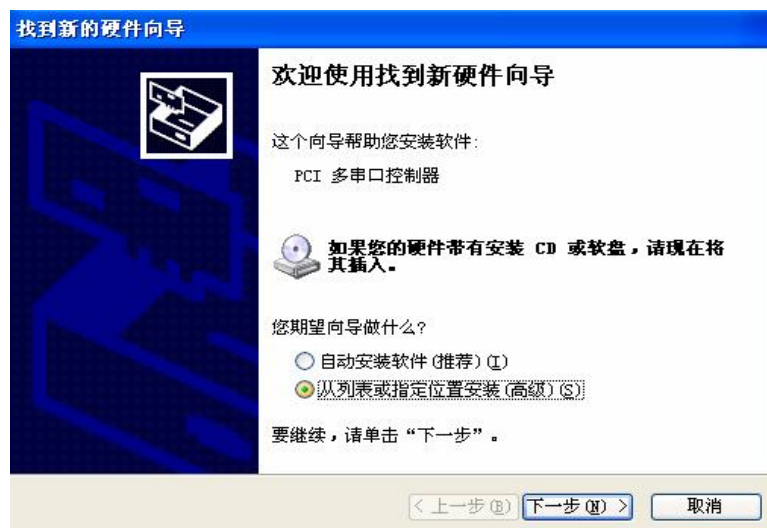 找到新的硬件向导
欢迎使用找到新硬件向导
这个向导帮助您安装软件:
PCI 多串口控制器
如果您的硬件带有安装 CD 或软盘，请现在将
其插入。
您期望向导做什么?
自动安装软件(推荐)(I)
从列表或指定位置安装(高级)(S)
要继续，请单击“下一步”。
< 上一步(B) 下一步(N) > 取消